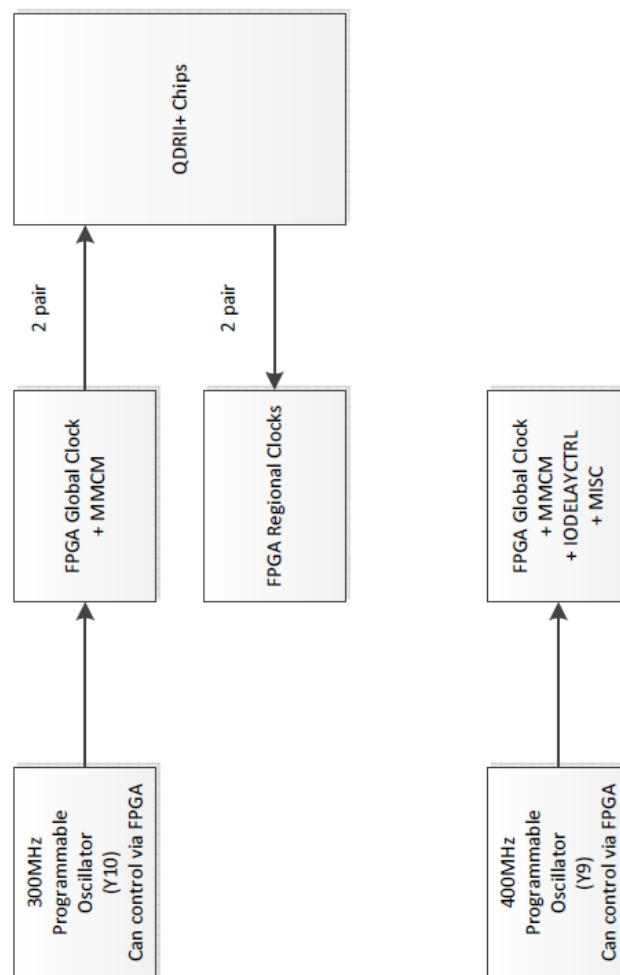 300MHz
Programmable
Oscillator
(Y10)
Can control via FPGA
FPGA Global Clock
+ MMCM
2 pair
QDRII+ Chips
FPGA Regional Clocks
2 pair
400MHz
Programmable
Oscillator
(Y9)
Can control via FPGA
FPGA Global Clock
+ MMCM
+ IODELAYCTRL
+ MISC